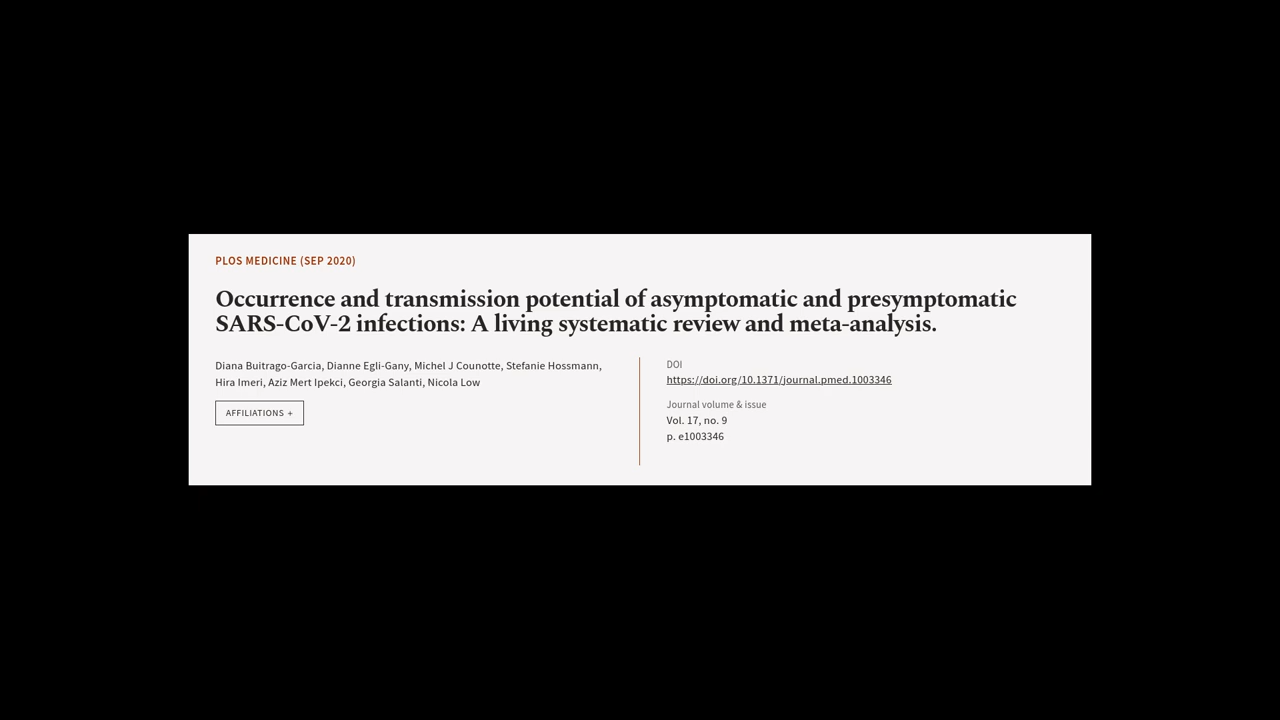 PLOS MEDICINE (SEP 2020)
Occurrence and transmission potential of asymptomatic and presymptomatic
SARS-CoV-2 infections: A living systematic review and meta-analysis.
Diana Buitrago-Garcia, Dianne Egli-Gany, Michel J Counotte, Stefanie Hossmann,
Hira Imeri, Aziz Mert Ipekci, Georgia Salanti, Nicola Low
AFFILIATIONS +
DOI
https://doi.org/10.1371/journal.pmed.1003346
Journal volume & issue
Vol. 17, no. 9
p. e1003346